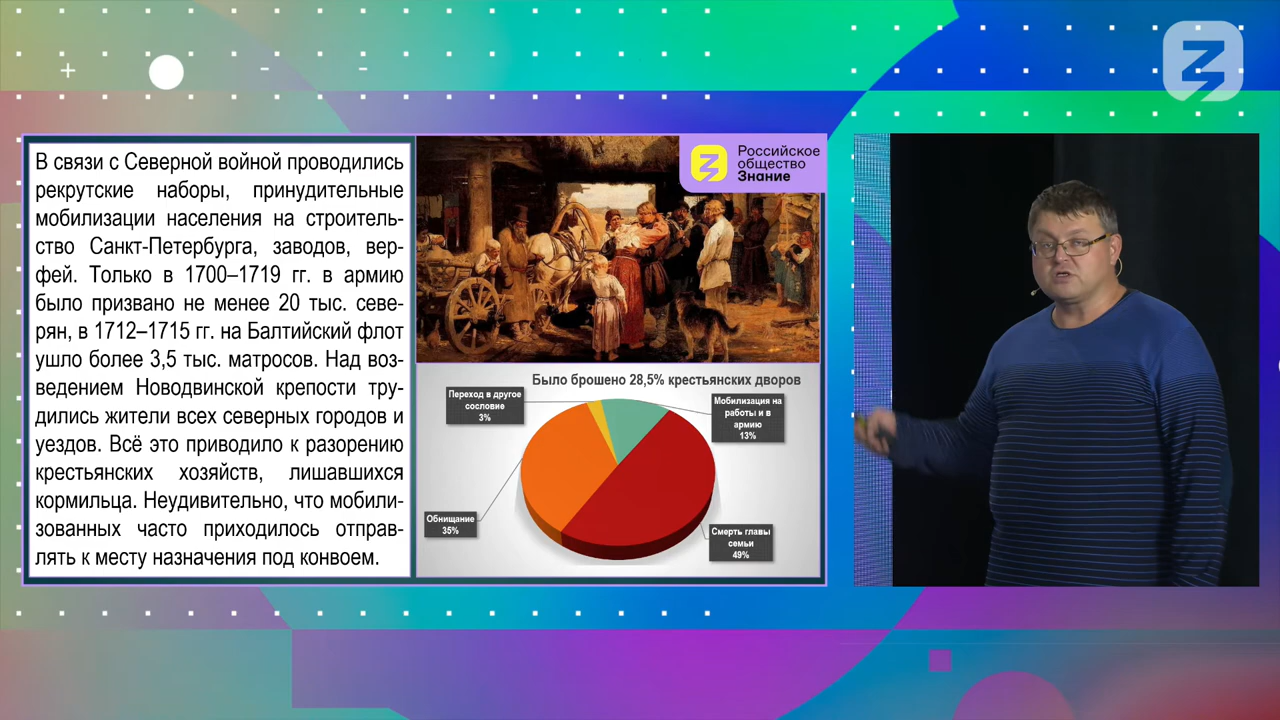 В связи с Северной войной проводились
рекрутские наборы, принудительные
мобилизации населения на строитель-
ство Санкт-Петербурга, заводов, вер-
фей. Только в 1700–1719 гг. в армию
было призвано не менее 20 тыс. севе-
рян, в 1712–1715 гг. на Балтийский флот
ушло более 3,5 тыс. матросов. Над воз-
ведением Новодвинской крепости тру-
дились жители всех северных городов и
уездов. Всё это приводило к разорению
крестьянских хозяйств, лишавшихся
кормильца. Неудивительно, что мобили-
зованных часто приходилось отправ-
лять к месту назначения под конвоем.
Российское
общество
Знание
Было брошено 28,5% крестьянских дворов
Переход в другое
сословие
3%
Мобилизация на
работы и в
армию
13%
Обнищание
35%
Смерть главы
семьи
49%